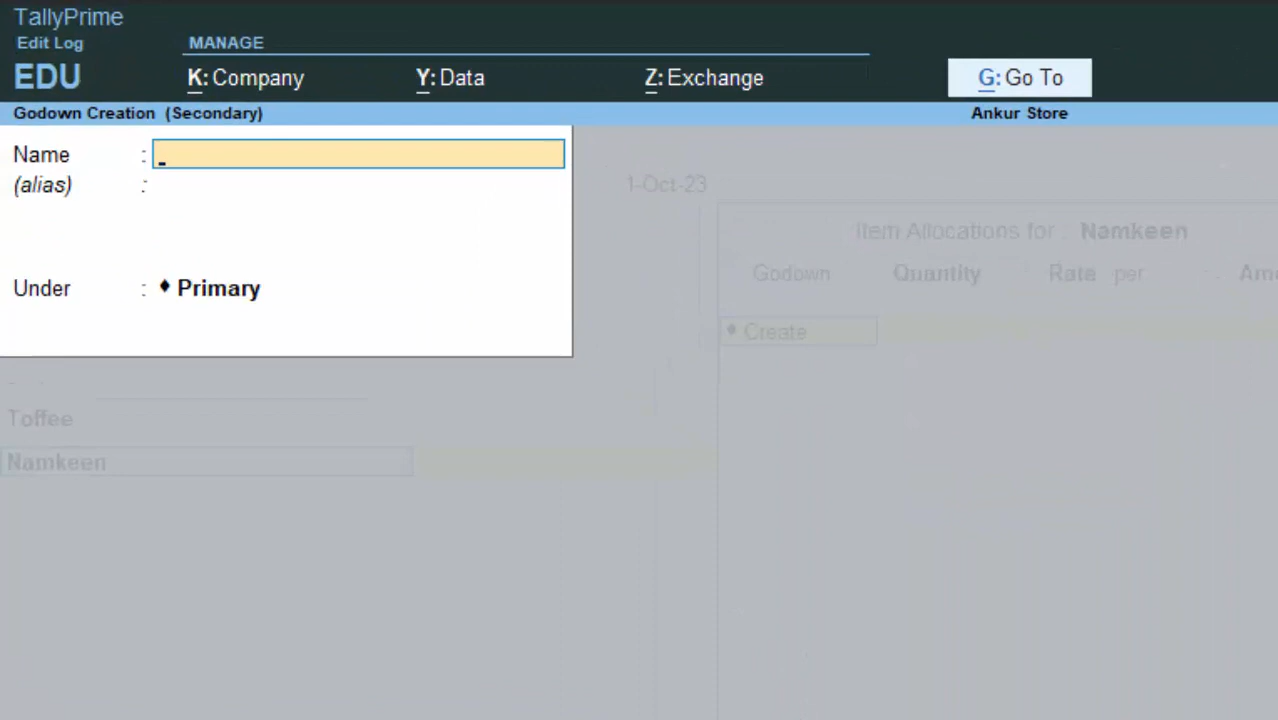 TallyPrime
Edit Log
EDU
MANAGE
K: Company Y: Data Z: Exchange G: Go To
Godown Creation (Secondary) Ankur Store
Name :
(alias) :
Under : ♦ Primary
1-Oct-23
Item Allocations for : Namkeen
Godown Quantity Rate per
♦ Create
Toffee
Namkeen